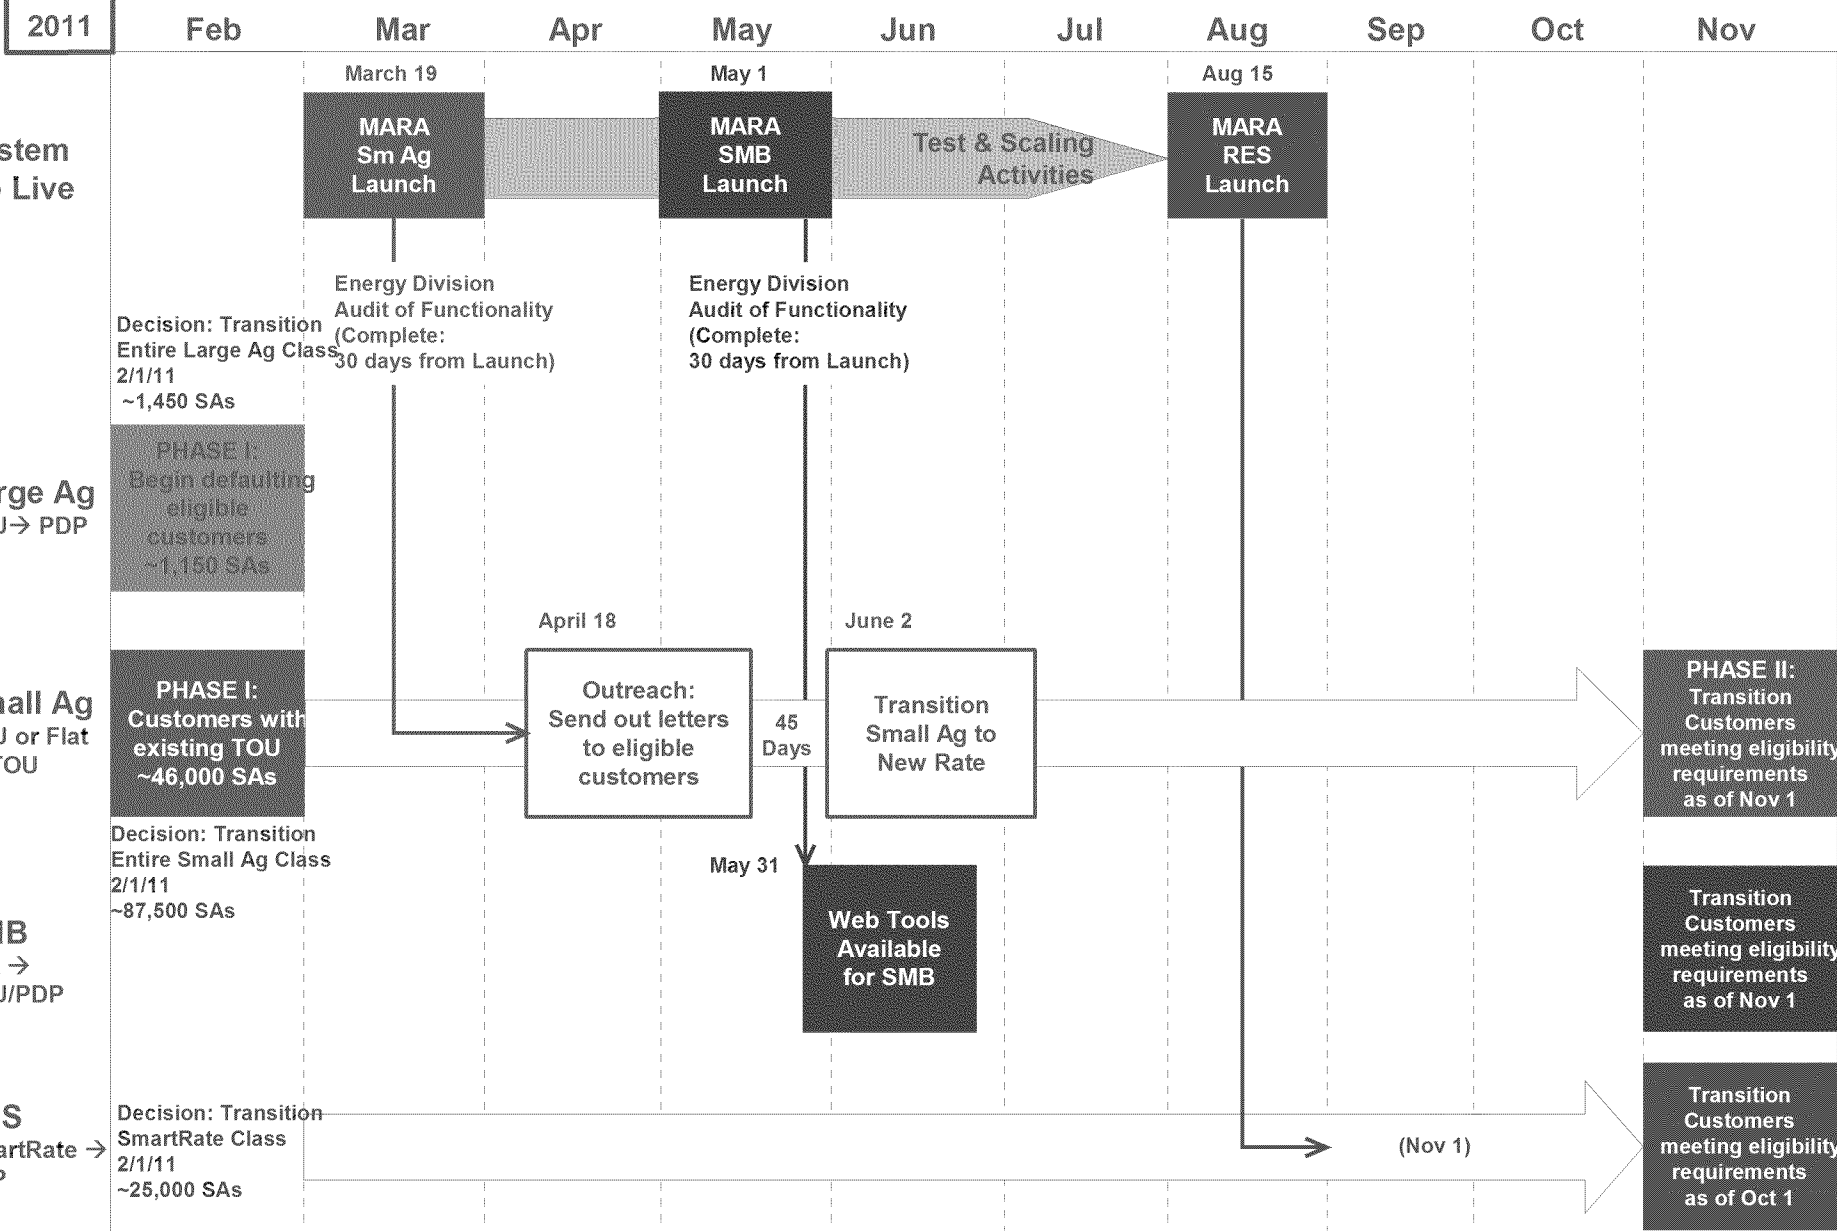 2011 Feb Mar Apr May Jun Jul Aug Sep Oct Nov
March 19
May 1
Aug 15
stem
Live
MARA
Sm Ag
Launch
MARA
SMB
Launch
Test & Scaling
Activities
MARA
RES
Launch
Energy Division
Audit of Functionality
(Complete:
30 days from Launch)
Energy Division
Audit of Functionality
(Complete:
30 days from Launch)
Decision: Transition
Entire Large Ag Class
2/1/11
~1,450 SAs
rge Ag
J→ PDP
PHASE I:
Begin defaulting
eligible
customers
~1,150 SAs
April 18
June 2
all Ag
J or Flat
TOU
PHASE I:
Customers with
existing TOU
~46,000 SAs
Outreach:
Send out letters
to eligible
customers
45
Days
Transition
Small Ag to
New Rate
PHASE II:
Transition
Customers
meeting eligibility
requirements
as of Nov 1
Decision: Transition
Entire Small Ag Class
2/1/11
~87,500 SAs
May 31
IB
→
J/PDP
Web Tools
Available
for SMB
Transition
Customers
meeting eligibility
requirements
as of Nov 1
S
artRate →
P
Decision: Transition
SmartRate Class
2/1/11
~25,000 SAs
(Nov 1)
Transition
Customers
meeting eligibility
requirements
as of Oct 1